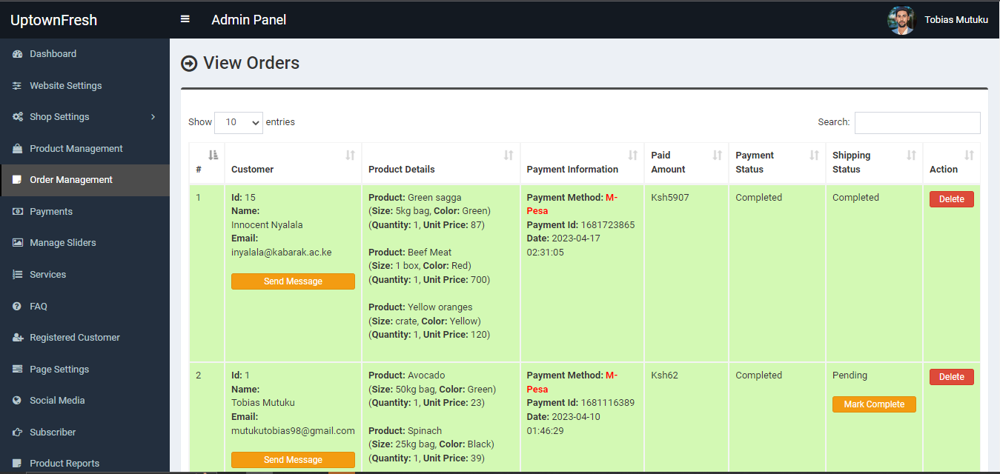 UptownFresh
Admin Panel
Tobias Mutuku
Dashboard
Website Settings
Shop Settings
Product Management
Order Management
Payments
Manage Sliders
Services
FAQ
Registered Customer
Page Settings
Social Media
Subscriber
Product Reports
View Orders
Show 10 entries
Search:
# Customer Product Details Payment Information Paid Amount Payment Status Shipping Status Action
1
Id: 15
Name:
Innocent Nyalala
Email:
inyalala@kabarak.ac.ke
Send Message
Product: Green sagga
(Size: 5kg bag, Color: Green)
(Quantity: 1, Unit Price: 87)
Product: Beef Meat
(Size: 1 box, Color: Red)
(Quantity: 1, Unit Price: 700)
Product: Yellow oranges
(Size: crate, Color: Yellow)
(Quantity: 1, Unit Price: 120)
Payment Method: M-
Pesa
Payment Id: 1681723865
Date: 2023-04-17
02:31:05
Ksh5907
Completed
Completed
Delete
2
Id: 1
Name:
Tobias Mutuku
Email:
mutukutobias98@gmail.com
Send Message
Product: Avocado
(Size: 50kg bag, Color: Green)
(Quantity: 1, Unit Price: 23)
Product: Spinach
(Size: 25kg bag, Color: Black)
(Quantity: 1, Unit Price: 39)
Payment Method: M-
Pesa
Payment Id: 1681116389
Date: 2023-04-10
01:46:29
Ksh62
Completed
Pending
Mark Complete
Delete